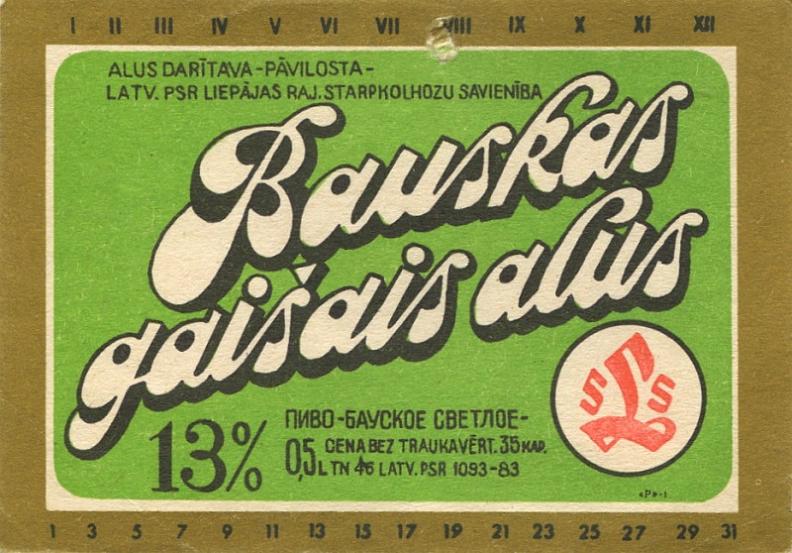 I II III IV V VI VII VIII IX X XI XII
ALUS DARĪTAVA-PĀVILOSTA-
LATV. PSR LIEPĀJAS RAJ. STARPKOLHOZU SAVIENĪBA
Bauskas
gaišais alus
13%
ПИВО-БАУСКОЕ СВЕТЛОЕ-
0,5L CENA BEZ TRAUKA VĒRT. 35 KAP.
TN 46 LATV. PSR 1093-83
S L S
«P»-1
1 3 5 7 9 11 13 15 17 19 21 23 25 27 29 31